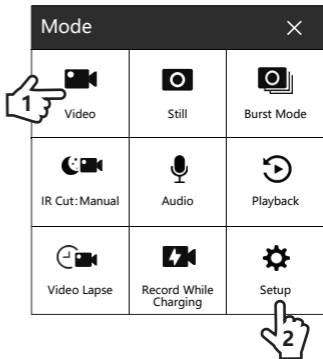 Mode
1
Video
Still
Burst Mode
IR Cut:Manual
Audio
Playback
Video Lapse
Record While
Charging
Setup
2